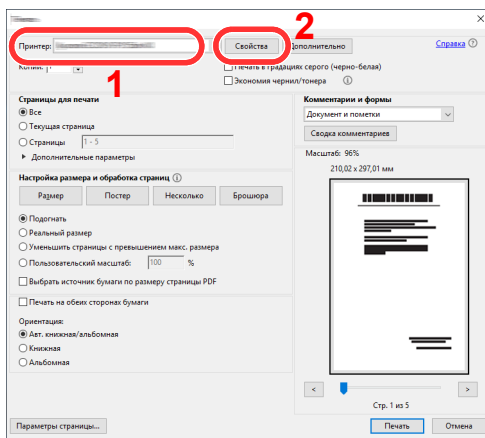 2
Принтер:
Свойства
Дополнительно
Справка
1
Копии: 1
Печать в градациях серого (черно-белая)
Экономия чернил/тонера
Страницы для печати
Все
Текущая страница
Страницы 1 - 5
Дополнительные параметры
Настройка размера и обработка страниц
Размер Постер Несколько Брошюра
Подогнать
Реальный размер
Уменьшить страницы с превышением макс. размера
Пользовательский масштаб: 100 %
Выбрать источник бумаги по размеру страницы PDF
Печать на обеих сторонах бумаги
Ориентация:
Авт. книжная/альбомная
Книжная
Альбомная
Комментарии и формы
Документ и пометки
Сводка комментариев
Масштаб: 96%
210,02 x 297,01 мм
< >
Стр. 1 из 5
Параметры страницы... Печать Отмена